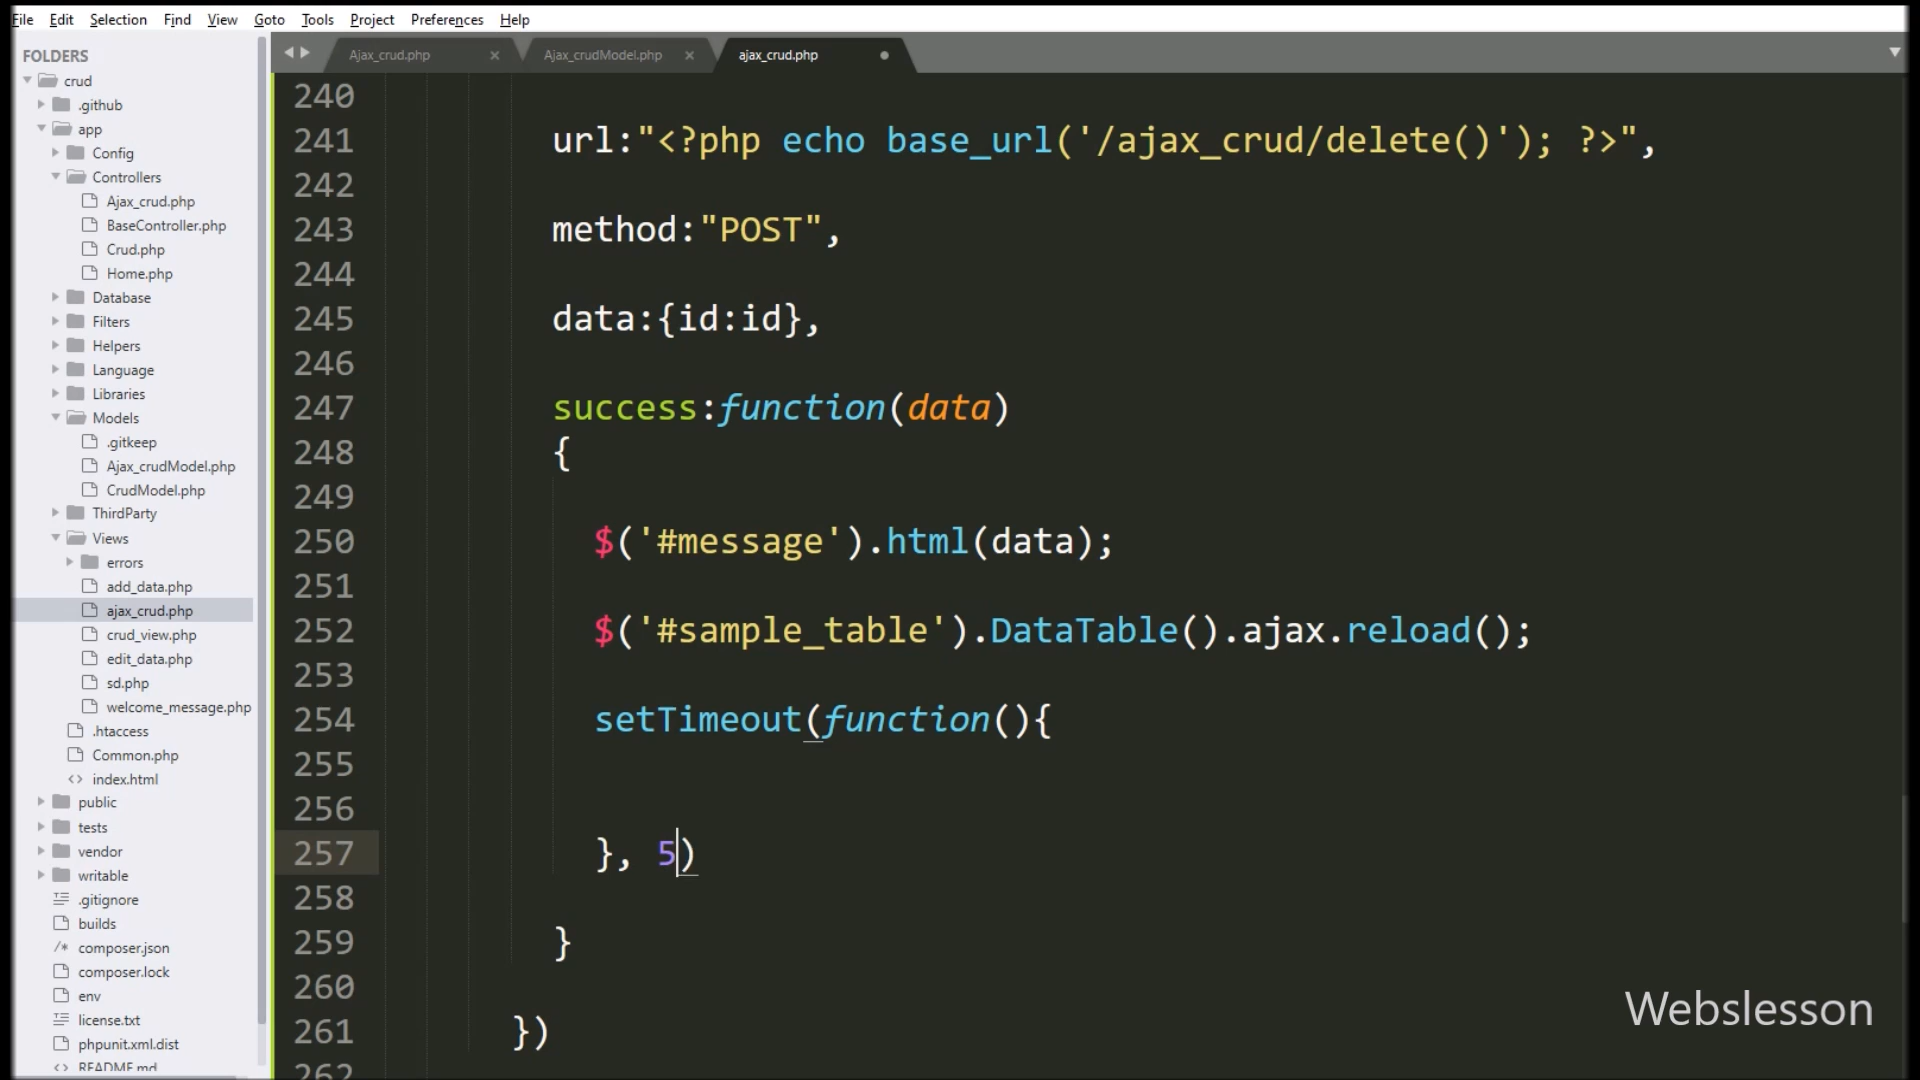 File Edit Selection Find View Goto Tools Project Preferences Help
FOLDERS
crud
.github
app
Config
Controllers
Ajax_crud.php
BaseController.php
Crud.php
Home.php
Database
Filters
Helpers
Language
Libraries
Models
.gitkeep
Ajax_crudModel.php
CrudModel.php
ThirdParty
Views
errors
add_data.php
ajax_crud.php
crud_view.php
edit_data.php
sd.php
welcome_message.php
.htaccess
Common.php
<> index.html
public
tests
vendor
writable
.gitignore
builds
/* composer.json
composer.lock
env
license.txt
phpunit.xml.dist
<> README.md
Ajax_crud.php × Ajax_crudModel.php × ajax_crud.php
240
241 url:"<?php echo base_url('/ajax_crud/delete()'); ?>",
242
243 method:"POST",
244
245 data:{id:id},
246
247 success:function(data)
248 {
249
250 $('#message').html(data);
251
252 $('#sample_table').DataTable().ajax.reload();
253
254 setTimeout(function(){
255
256
257 }, 5)
258
259 }
260
261 })
262
Webslesson